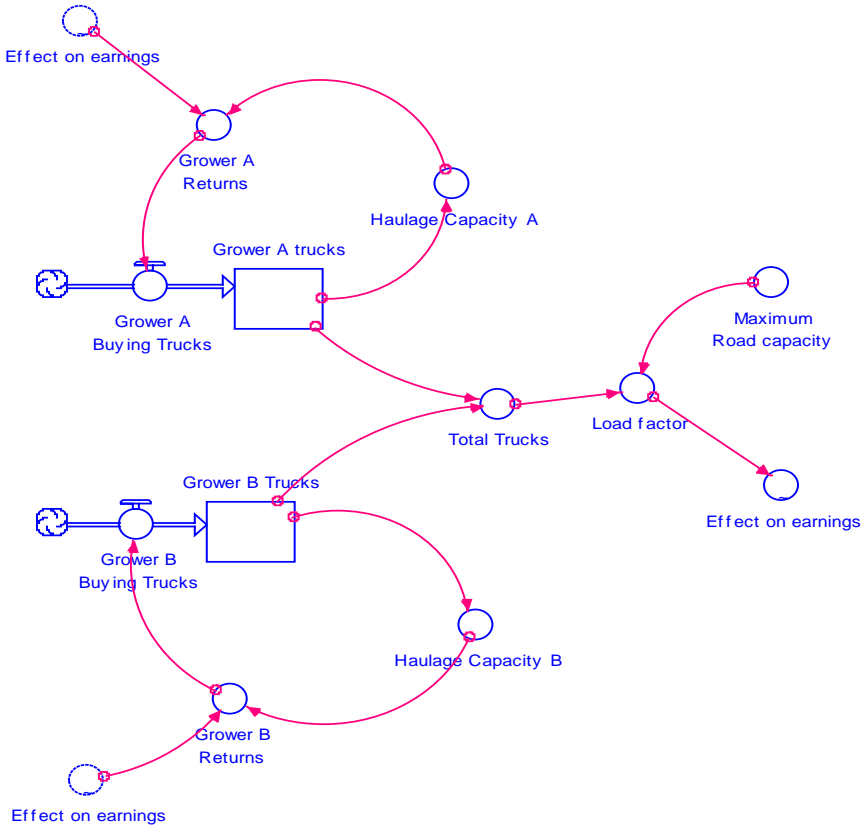 Effect on earnings
Grower A
Returns
Haulage Capacity A
Grower A trucks
Grower A
Buying Trucks
Maximum
Road capacity
Total Trucks
Load factor
Grower B Trucks
Effect on earnings
Grower B
Buying Trucks
Haulage Capacity B
Grower B
Returns
Effect on earnings